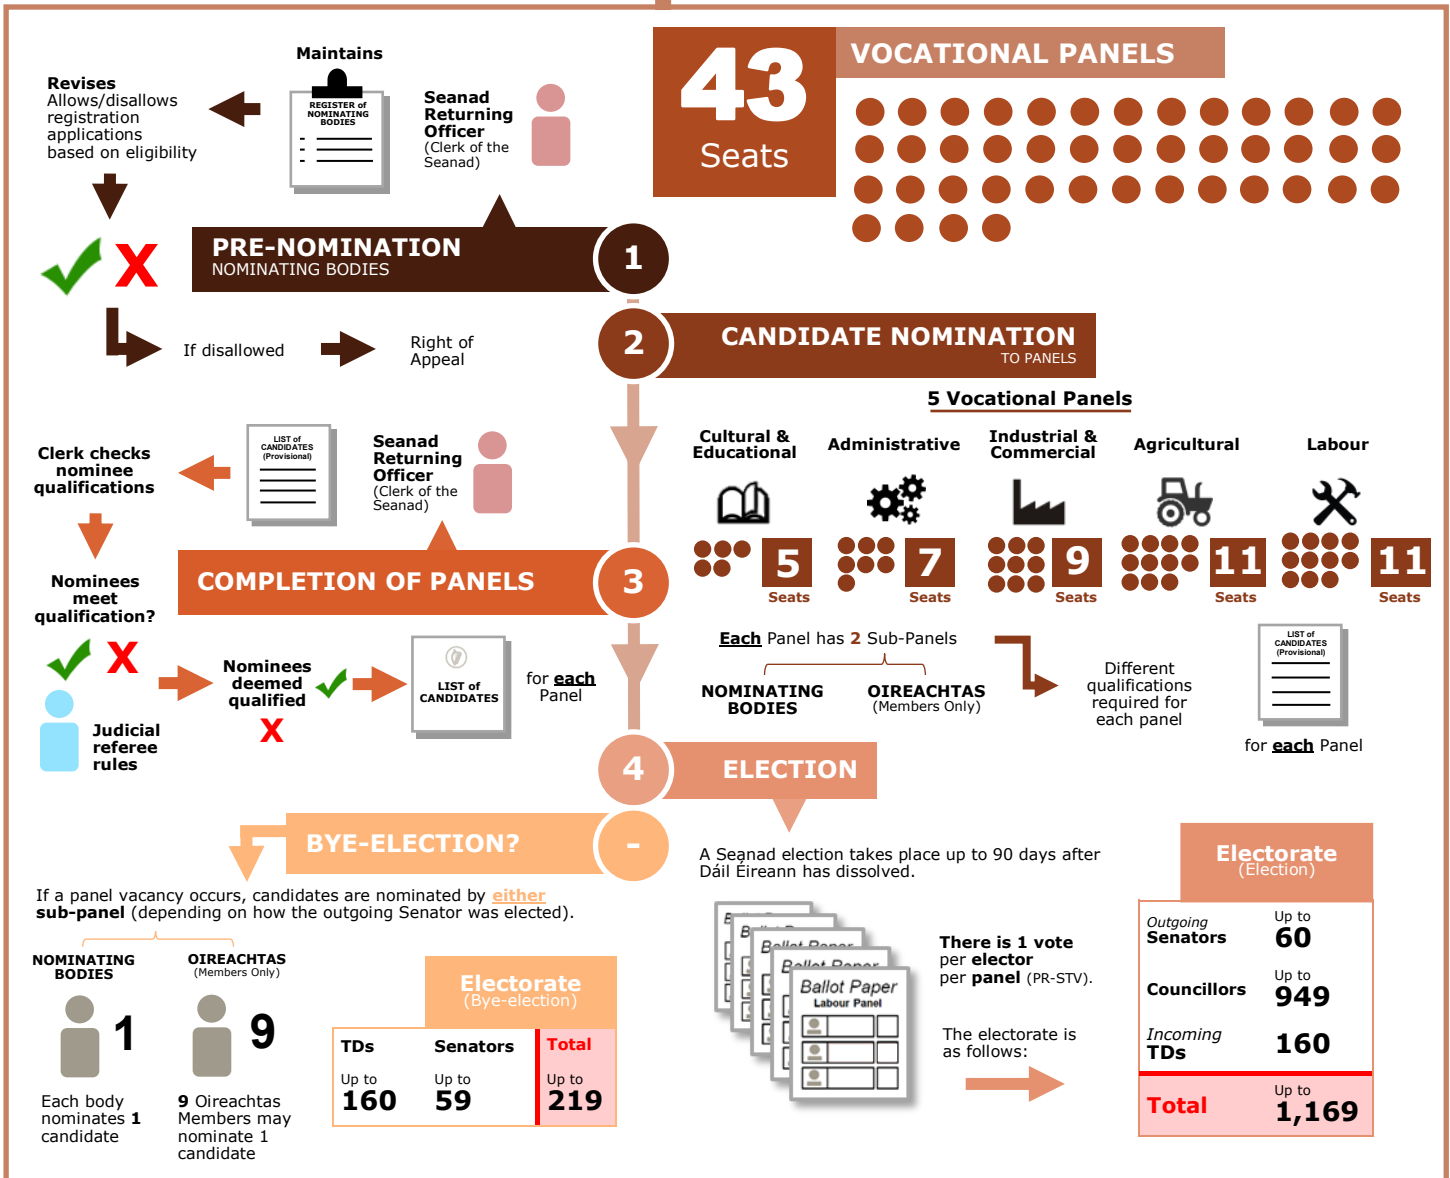 43
Seats
VOCATIONAL PANELS
Maintains
REGISTER of
NOMINATING
BODIES
Revises
Allows/disallows
registration
applications
based on eligibility
Seanad
Returning
Officer
(Clerk of the
Seanad)
X
PRE-NOMINATION
NOMINATING BODIES
1
If disallowed
Right of
Appeal
2
CANDIDATE NOMINATION
TO PANELS
5 Vocational Panels
Cultural &
Educational
Administrative
Industrial &
Commercial
Agricultural
Labour
5
Seats
7
Seats
9
Seats
11
Seats
11
Seats
Each Panel has 2 Sub-Panels
NOMINATING
BODIES
OIREACHTAS
(Members Only)
Different
qualifications
required for
each panel
LIST of
CANDIDATES
(Provisional)
for each Panel
Clerk checks
nominee
qualifications
LIST of
CANDIDATES
(Provisional)
Seanad
Returning
Officer
(Clerk of the
Seanad)
COMPLETION OF PANELS
3
Nominees
meet
qualification?
X
Judicial
referee
rules
Nominees
deemed
qualified
X
LIST of
CANDIDATES
for each
Panel
4
ELECTION
A Seanad election takes place up to 90 days after
Dáil Éireann has dissolved.
Ballot Paper
Ballot Paper
Ballot Paper
Labour Panel
There is 1 vote
per elector
per panel (PR-STV).
The electorate is
as follows:
Electorate
(Election)
Outgoing
Senators
Up to
60
Councillors
Up to
949
Incoming
TDs
160
Total
Up to
1,169
BYE-ELECTION?
-
If a panel vacancy occurs, candidates are nominated by either
sub-panel (depending on how the outgoing Senator was elected).
NOMINATING
BODIES
OIREACHTAS
(Members Only)
1
9
Each body
nominates 1
candidate
9 Oireachtas
Members may
nominate 1
candidate
Electorate
(Bye-election)
TDs
Senators
Total
Up to
160
Up to
59
Up to
219